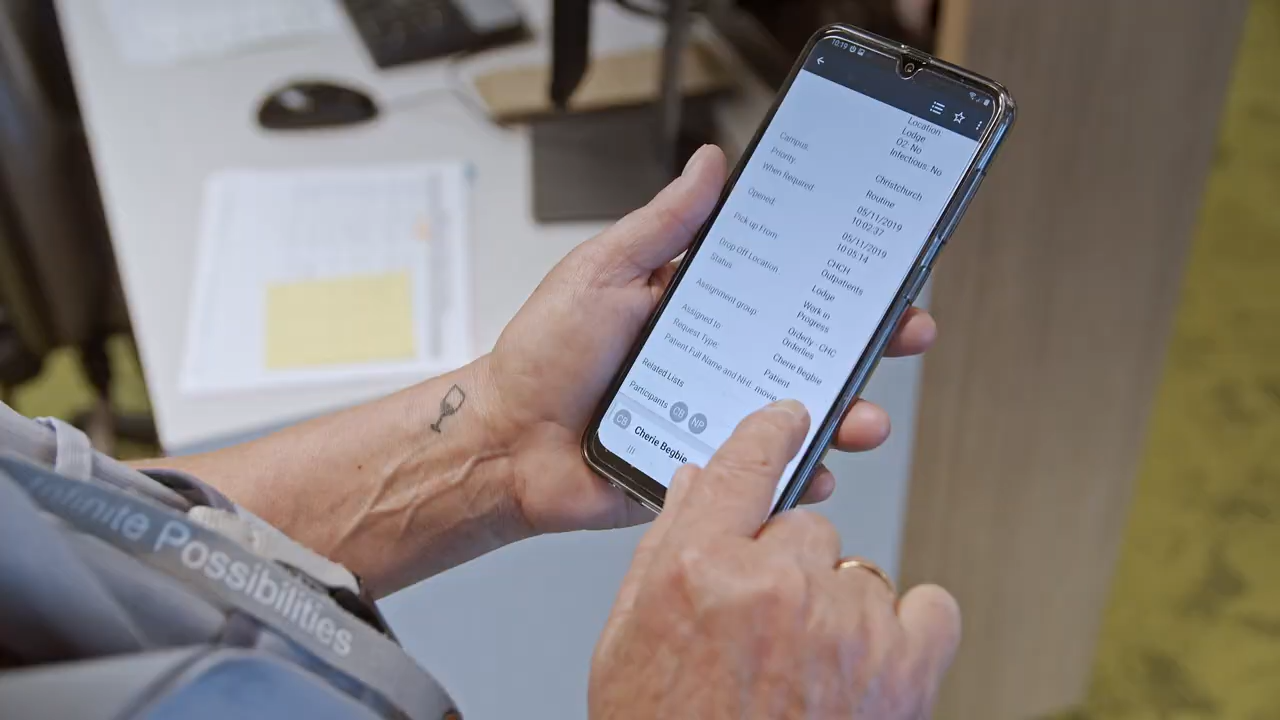 10:19
Location
Lodge
O2: No
Infectious: No
Campus
Christchurch
Priority
Routine
When Required
05/11/2019
10:02:37
Opened
05/11/2019
10:05:14
Pick up From
CHCH
Outpatients
Drop Off Location
Lodge
Status
Work in
Progress
Assignment group
Orderly - CHC
Orderlies
Assigned to
Cherie Begbie
Request Type:
Patient
Patient Full Name and NHI:
movie
Related Lists
Participants
CB
NP
CB
Cherie Begbie
Infinite Possibilities